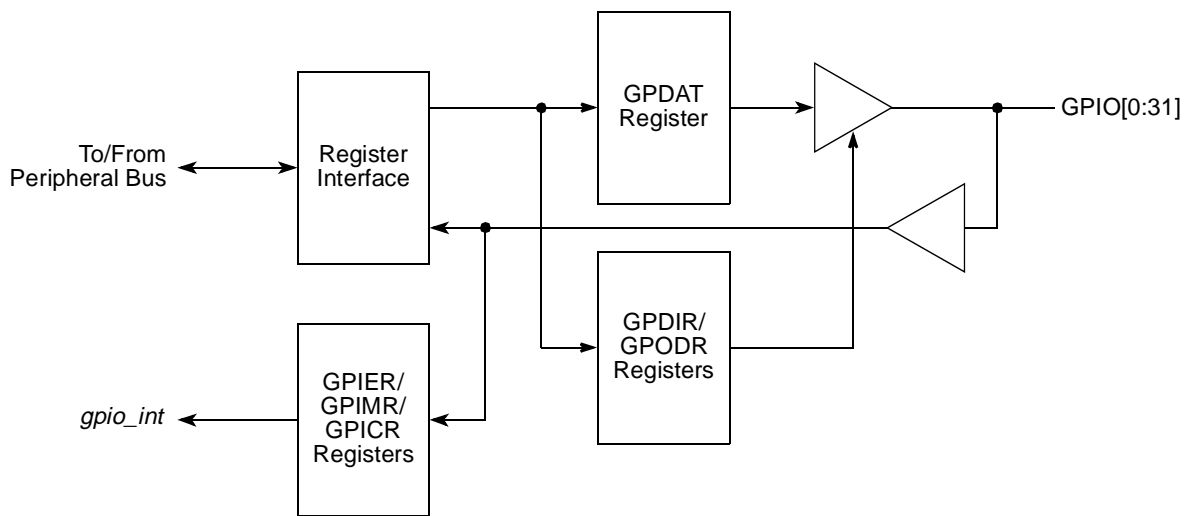 To/From
Peripheral Bus
Register
Interface
GPDAT
Register
GPIO[0:31]
GPDIR/
GPODR
Registers
GPIER/
GPIMR/
GPICR
Registers
gpio_int